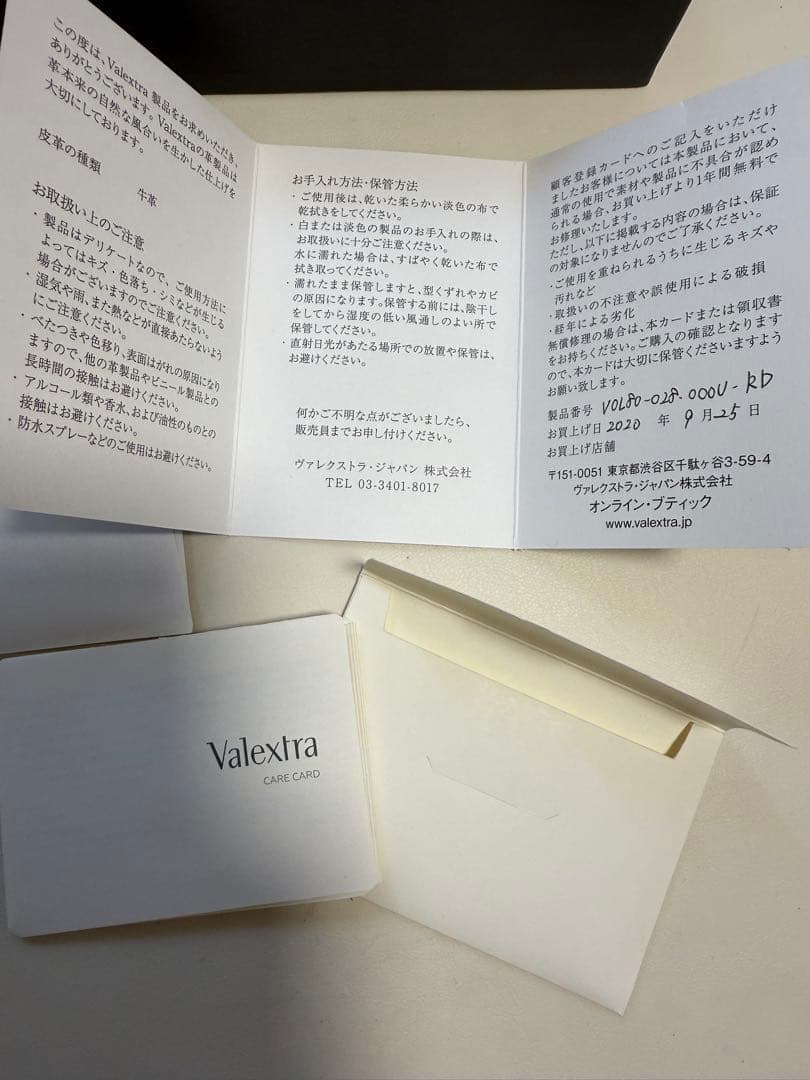 この度は、Valextra 製品をお求めいただき、
ありがとうございます。Valextraの革製品は
革本来の自然な風合いを生かした仕上げを
大切にしております。
皮革の種類 牛革
お取扱い上のご注意
・製品はデリケートなので、ご使用方法に
よってはキズ・色落ち・シミなどが生じる
場合がございますのでご注意ください。
・湿気や雨、また熱などが直接あたらないよう
にご注意ください。
・べたつきや色移り、表面はがれの原因になり
ますので、他の革製品やビニール製品との
長時間の接触はお避けください。
・アルコール類や香水、および油性のものとの
接触はお避けください。
・防水スプレーなどのご使用はお避けください。
お手入れ方法・保管方法
・ご使用後は、乾いた柔らかい淡色の布で
乾拭きをしてください。
・白または淡色の製品のお手入れの際は、
お取扱いに十分ご注意ください。
水に濡れた場合は、すばやく乾いた布で
拭き取ってください。
・濡れたまま保管しますと、型くずれやカビ
の原因になります。保管する前には、陰干し
をしてから湿度の低い風通しのよい所で
保管してください。
・直射日光があたる場所での放置や保管は、
お避けください。
何かご不明な点がございましたら、
販売員までお申し付けください。
ヴァレクストラ・ジャパン 株式会社
TEL 03-3401-8017
顧客登録カードへのご記入をいただけ
ましたお客様については本製品において、
通常の使用で素材や製品に不具合が認め
られる場合、お買い上げより1年間無料で
お修理いたします。
ただし、以下に掲載する内容の場合は、保証
の対象になりませんのでご了承ください。
・ご使用を重ねられるうちに生じるキズや
汚れなど
・取扱いの不注意や誤使用による破損
・経年による劣化
無償修理の場合は、本カードまたは領収書
をお持ちください。ご購入の確認となります
ので、本カードは大切に保管くださいますよう
お願い致します。
製品番号 VOL80-028-000U-RD
お買上げ日 2020 年 9 月 25 日
お買上げ店舗
〒151-0051 東京都渋谷区千駄ヶ谷3-59-4
ヴァレクストラ・ジャパン株式会社
オンライン・ブティック
www.valextra.jp
Valextra
CARE CARD